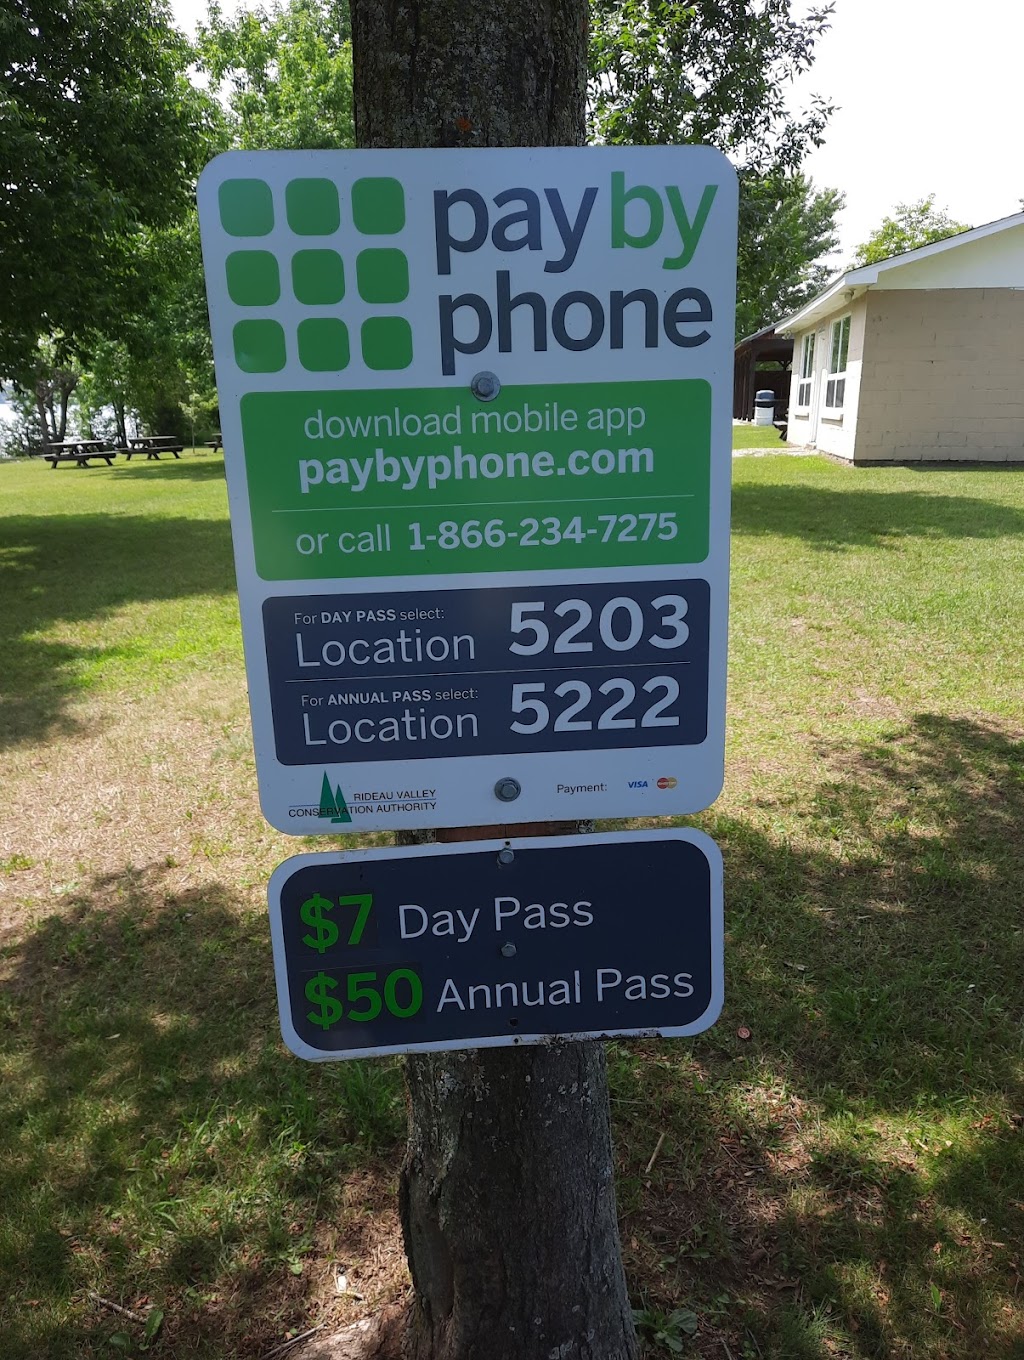 pay by
phone
download mobile app
paybyphone.com
or call 1-866-234-7275
For DAY PASS select:
Location 5203
For ANNUAL PASS select:
Location 5222
RIDEAU VALLEY
CONSERVATION AUTHORITY
Payment: VISA MasterCard
$7 Day Pass
$50 Annual Pass